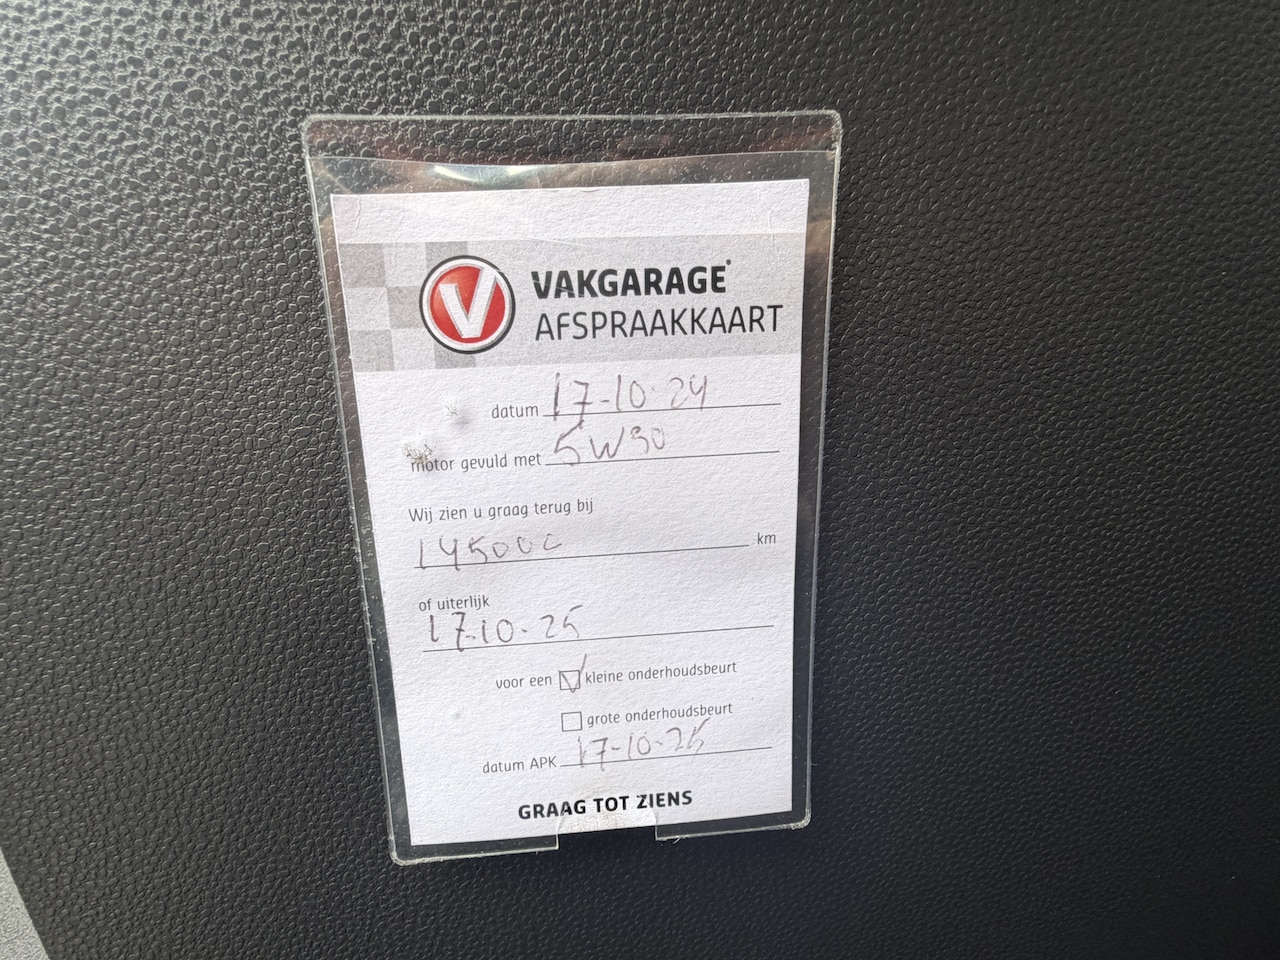 V VAKGARAGE
AFSPRAAKKAART
datum 17-10-24
motor gevuld met 5W30
Wij zien u graag terug bij
145000 km
of uiterlijk
17-10-25
voor een kleine onderhoudsbeurt
grote onderhoudsbeurt
datum APK 17-10-25
GRAAG TOT ZIENS